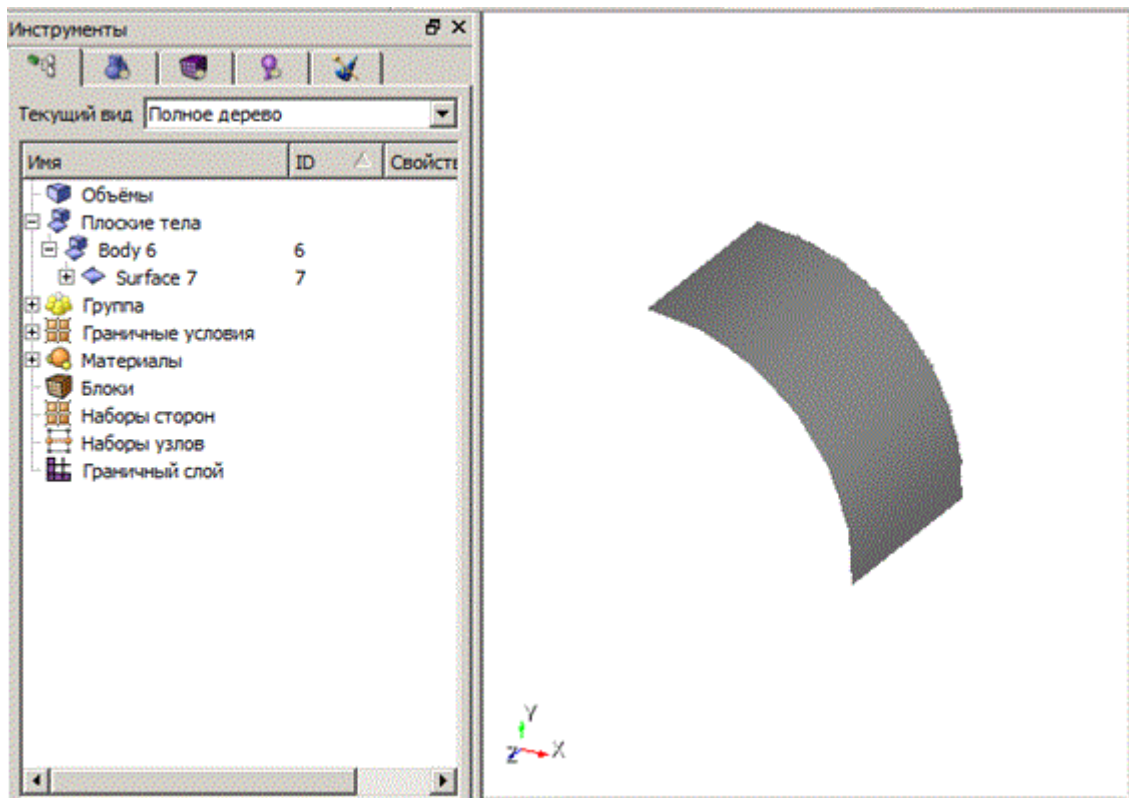 Инструменты
Текущий вид Полное дерево
Имя ID Свойств
Объёмы
Плоские тела
Body 6 6
Surface 7 7
Группа
Граничные условия
Материалы
Блоки
Наборы сторон
Наборы узлов
Граничный слой
Y
Z X